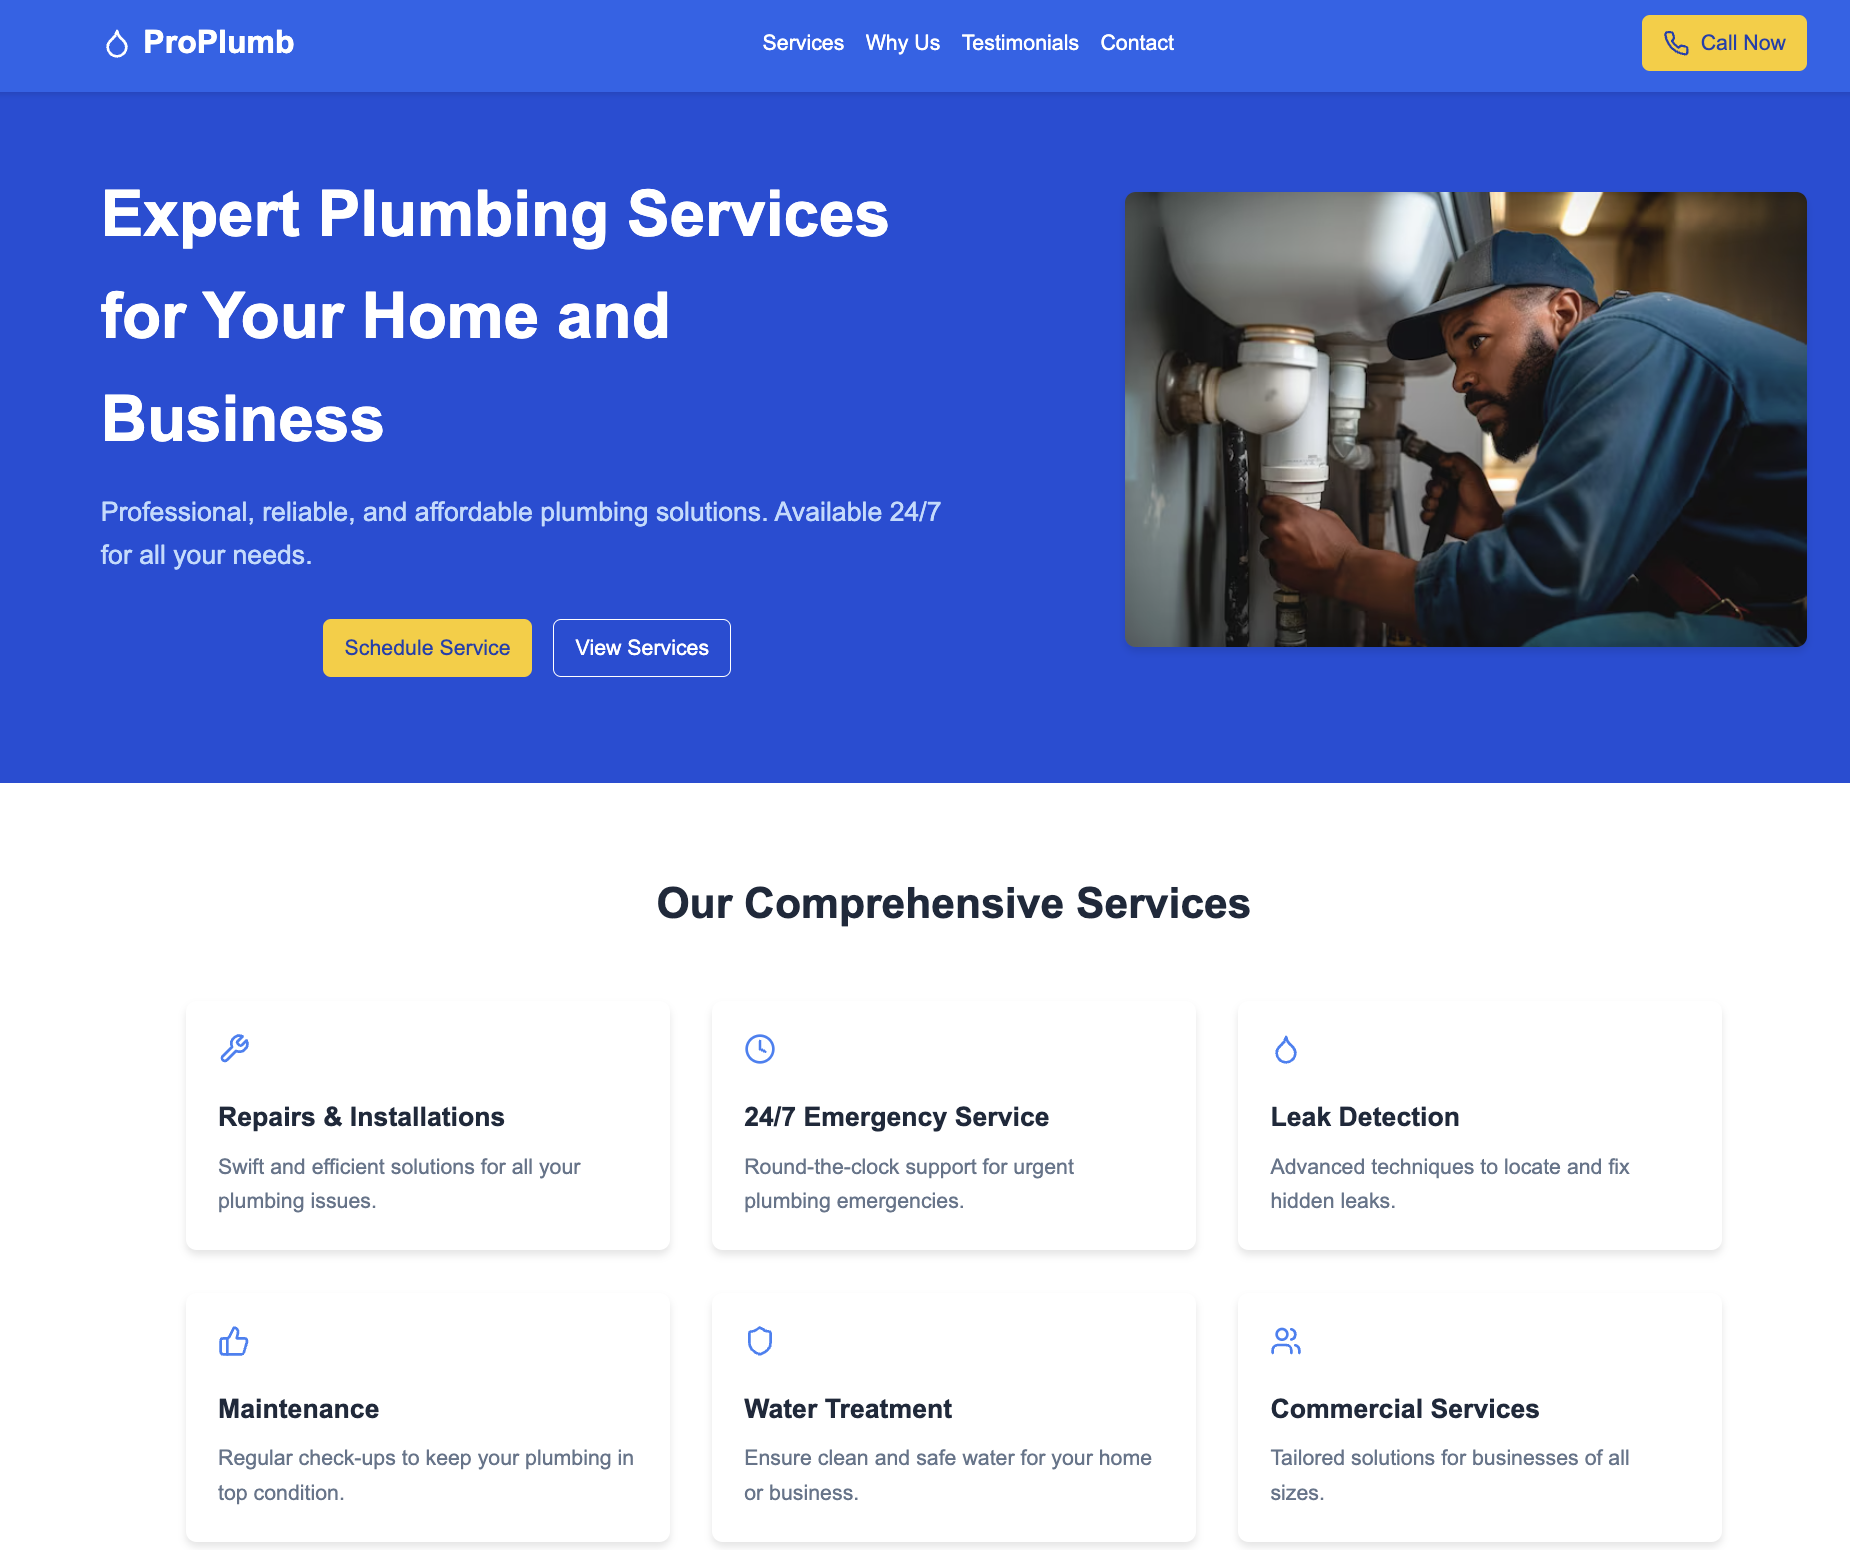 ProPlumb
Services Why Us Testimonials Contact
Call Now
Expert Plumbing Services
for Your Home and
Business
Professional, reliable, and affordable plumbing solutions. Available 24/7
for all your needs.
Schedule Service
View Services
Our Comprehensive Services
Repairs & Installations
Swift and efficient solutions for all your
plumbing issues.
24/7 Emergency Service
Round-the-clock support for urgent
plumbing emergencies.
Leak Detection
Advanced techniques to locate and fix
hidden leaks.
Maintenance
Regular check-ups to keep your plumbing in
top condition.
Water Treatment
Ensure clean and safe water for your home
or business.
Commercial Services
Tailored solutions for businesses of all
sizes.